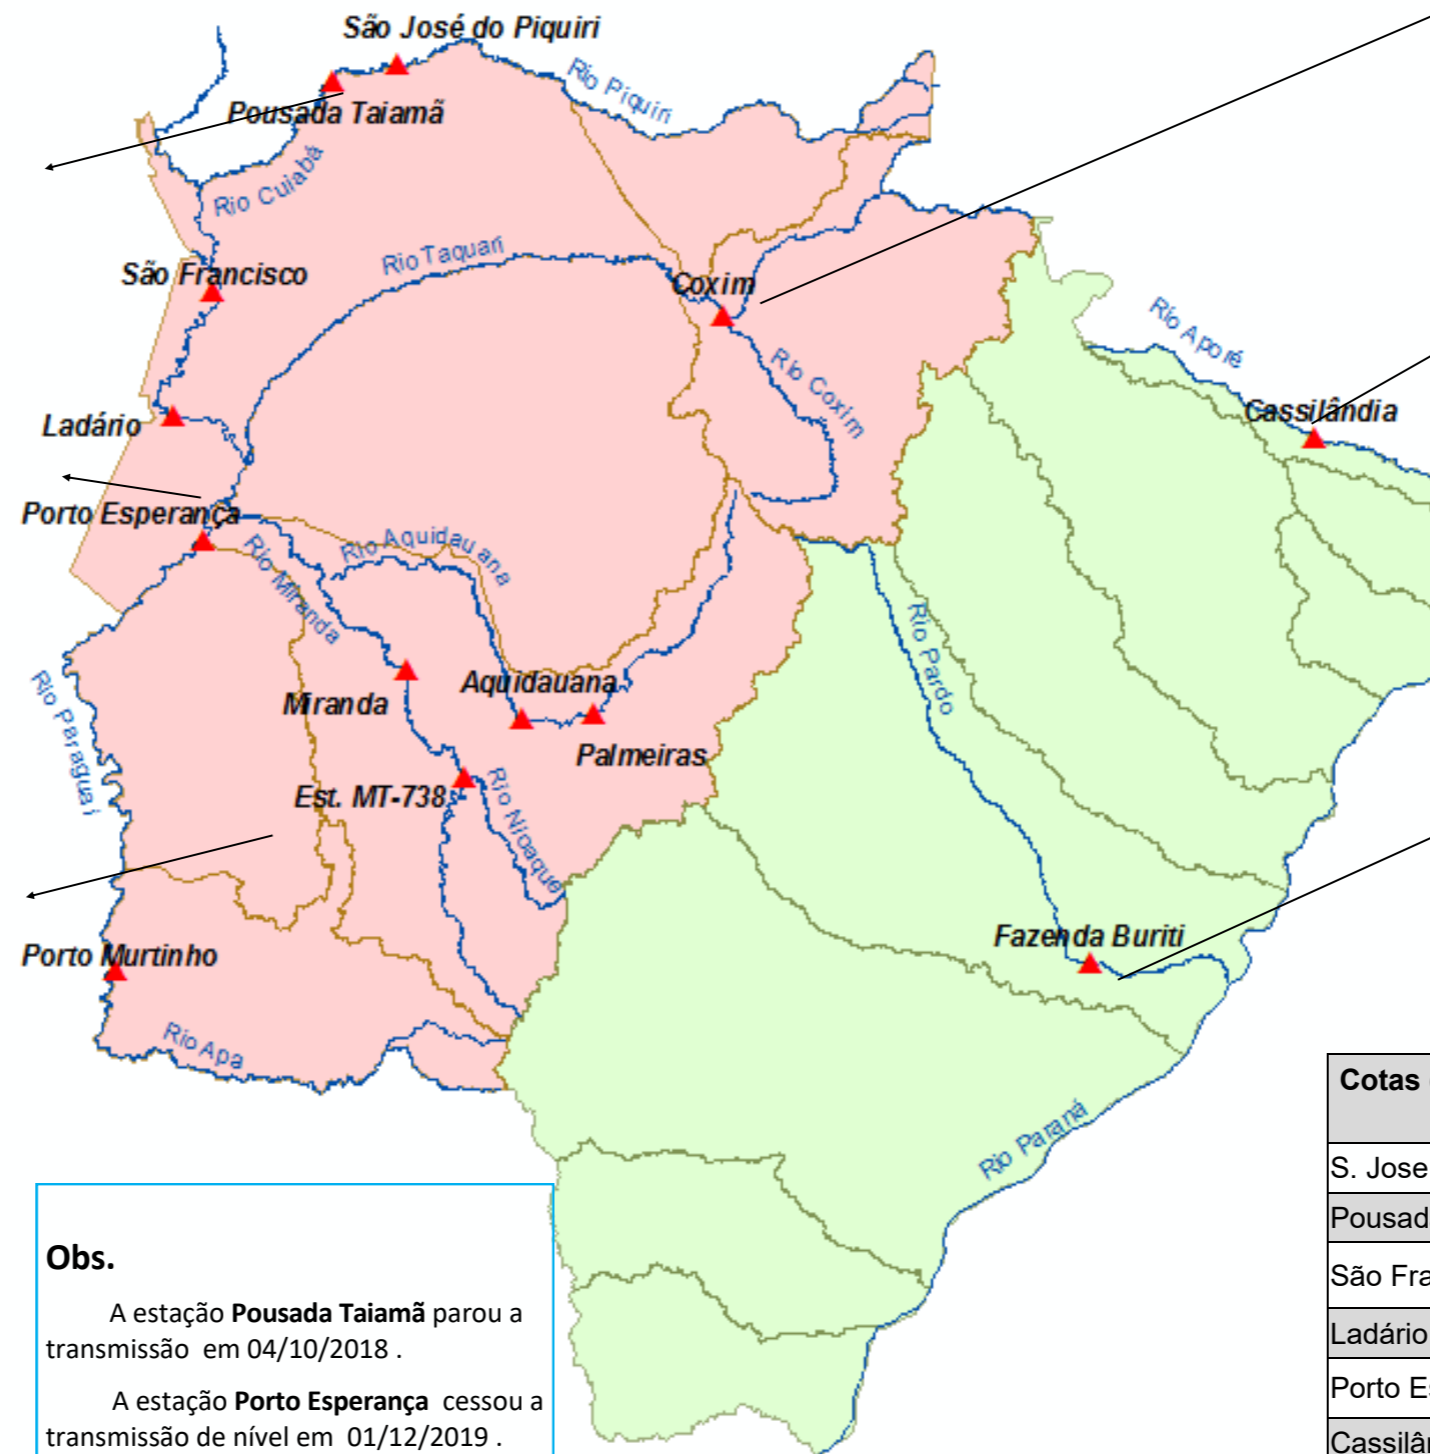 São José do Piquiri
Rio Piquiri
Pousada Taiamã
Rio Cuiabá
Rio Taquari
São Francisco
Coxim
Rio Aporé
Rio Coxim
Cassilândia
Ladário
Porto Esperança
Rio Aquidauana
Rio Miranda
Rio Pardo
Rio Paraguai
Miranda
Aquidauana
Palmeiras
Est. MT-738
Rio Nioaque
Porto Murtinho
Fazenda Buriti
Rio Apa
Rio Paraná
Obs.
A estação Pousada Taiamã parou a
transmissão em 04/10/2018 .
A estação Porto Esperança cessou a
transmissão de nível em 01/12/2019 .
Cotas
S. Jose
Pousad
São Fra
Ladário
Porto Es
Cassilân